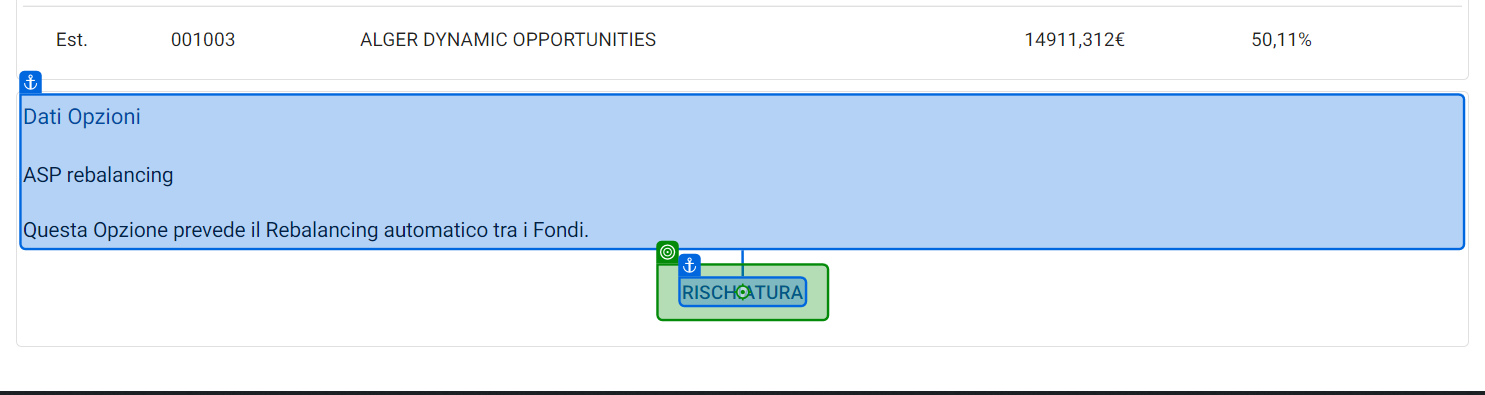 Est. 001003 ALGER DYNAMIC OPPORTUNITIES 14911,312€ 50,11%
Dati Opzioni
ASP rebalancing
Questa Opzione prevede il Rebalancing automatico tra i Fondi.